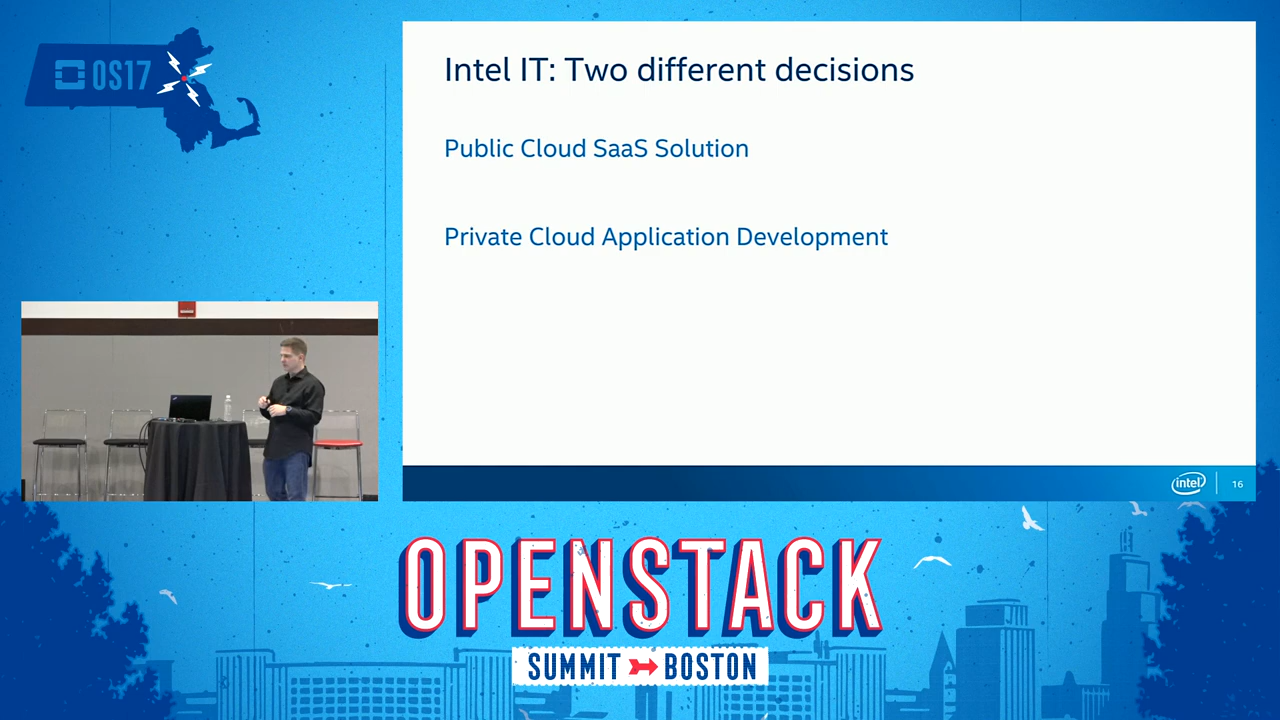 OS17
Intel IT: Two different decisions
Public Cloud SaaS Solution
Private Cloud Application Development
intel
16
OPENSTACK
SUMMIT BOSTON